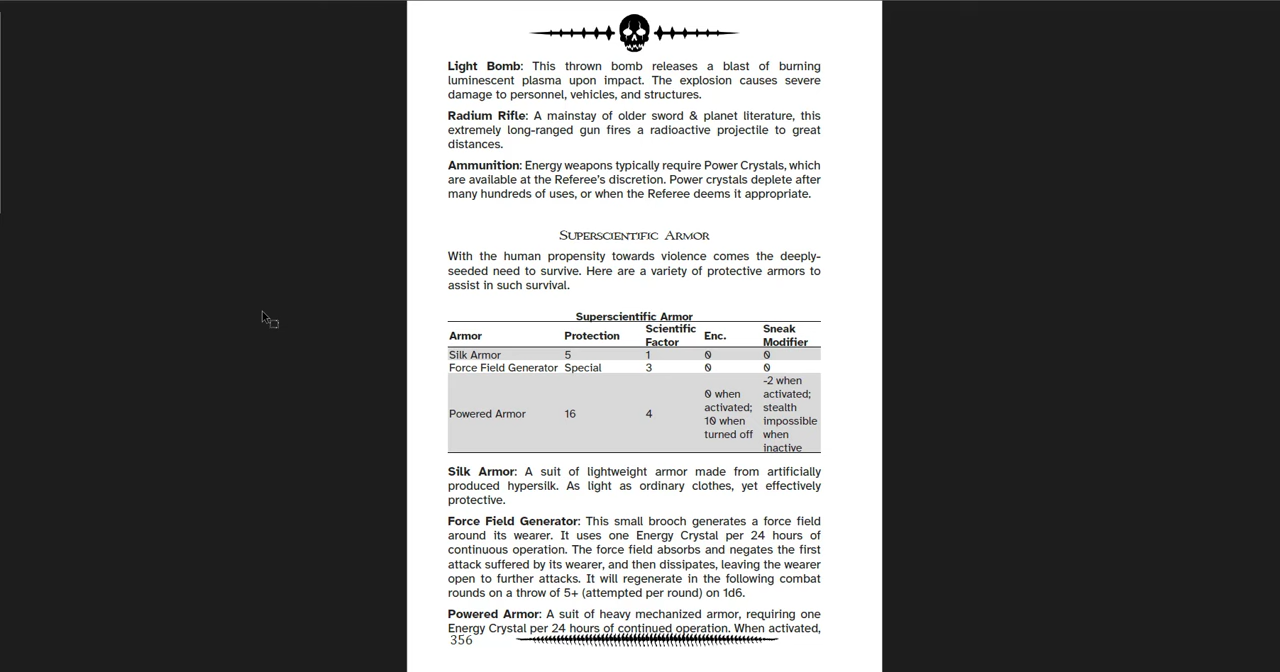 Light Bomb: This thrown bomb releases a blast of burning
luminescent plasma upon impact. The explosion causes severe
damage to personnel, vehicles, and structures.
Radium Rifle: A mainstay of older sword & planet literature, this
extremely long-ranged gun fires a radioactive projectile to great
distances.
Ammunition: Energy weapons typically require Power Crystals, which
are available at the Referee's discretion. Power crystals deplete after
many hundreds of uses, or when the Referee deems it appropriate.
Superscientific Armor
With the human propensity towards violence comes the deeply-
seeded need to survive. Here are a variety of protective armors to
assist in such survival.
Superscientific Armor
Armor Protection Scientific Factor Enc. Sneak Modifier
Silk Armor 5 1 0 0
Force Field Generator Special 3 0 0
Powered Armor 16 4 0 when activated; 10 when turned off -2 when activated; stealth impossible when inactive
Silk Armor: A suit of lightweight armor made from artificially
produced hypersilk. As light as ordinary clothes, yet effectively
protective.
Force Field Generator: This small brooch generates a force field
around its wearer. It uses one Energy Crystal per 24 hours of
continuous operation. The force field absorbs and negates the first
attack suffered by its wearer, and then dissipates, leaving the wearer
open to further attacks. It will regenerate in the following combat
rounds on a throw of 5+ (attempted per round) on 1d6.
Powered Armor: A suit of heavy mechanized armor, requiring one
Energy Crystal per 24 hours of continued operation. When activated,
356